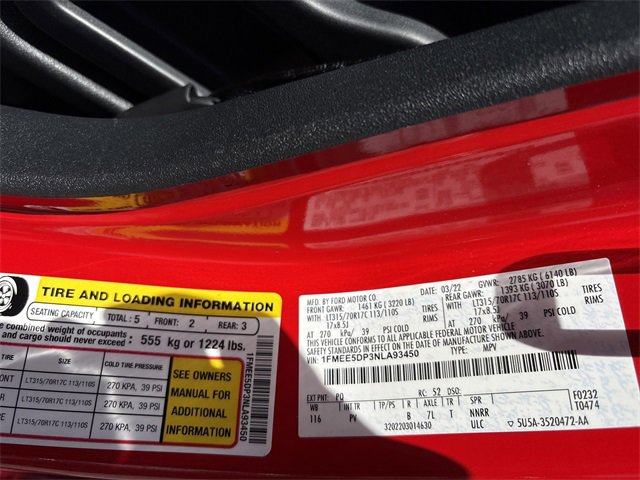 TIRE AND LOADING INFORMATION
SEATING CAPACITY TOTAL: 5 FRONT: 2 REAR: 3
combined weight of occupants
and cargo should never exceed: 555 kg or 1224 lbs.
SIZE COLD TIRE PRESSURE
LT315/70R17C 113/110S 270 KPA, 39 PSI
LT315/70R17C 113/110S 270 KPA, 39 PSI
LT315/70R17C 113/110S 270 KPA, 39 PSI
SEE OWNERS
MANUAL FOR
ADDITIONAL
INFORMATION
1FMEE5DP3NLA93450
MFD. BY FORD MOTOR CO.
03/22 GVWR: 2785 KG ( 6140 LB)
FRONT GAWR: 1461 KG ( 3220 LB) REAR GAWR: 1393 KG ( 3070 LB)
WITH LT315/70R17C 113/110S TIRES WITH LT315/70R17C 113/110S TIRES
17x8.5J RIMS 17x8.5J RIMS
AT 270 kPa/ 39 PSI COLD AT 270 kPa/ 39 PSI COLD
THIS VEHICLE CONFORMS TO ALL APPLICABLE FEDERAL MOTOR VEHICLE
SAFETY STANDARDS IN EFFECT ON THE DATE OF MANUFACTURE SHOWN ABOVE.
VIN: 1FMEE5DP3NLA93450 TYPE: MPV
EXT PNT: PQ RC: 52 DSO: F0232
WB TP/PS R AXLE TR T0474
116 PV B 7L T NNRR
3202203014630 ULC 5U5A-3520472-AA